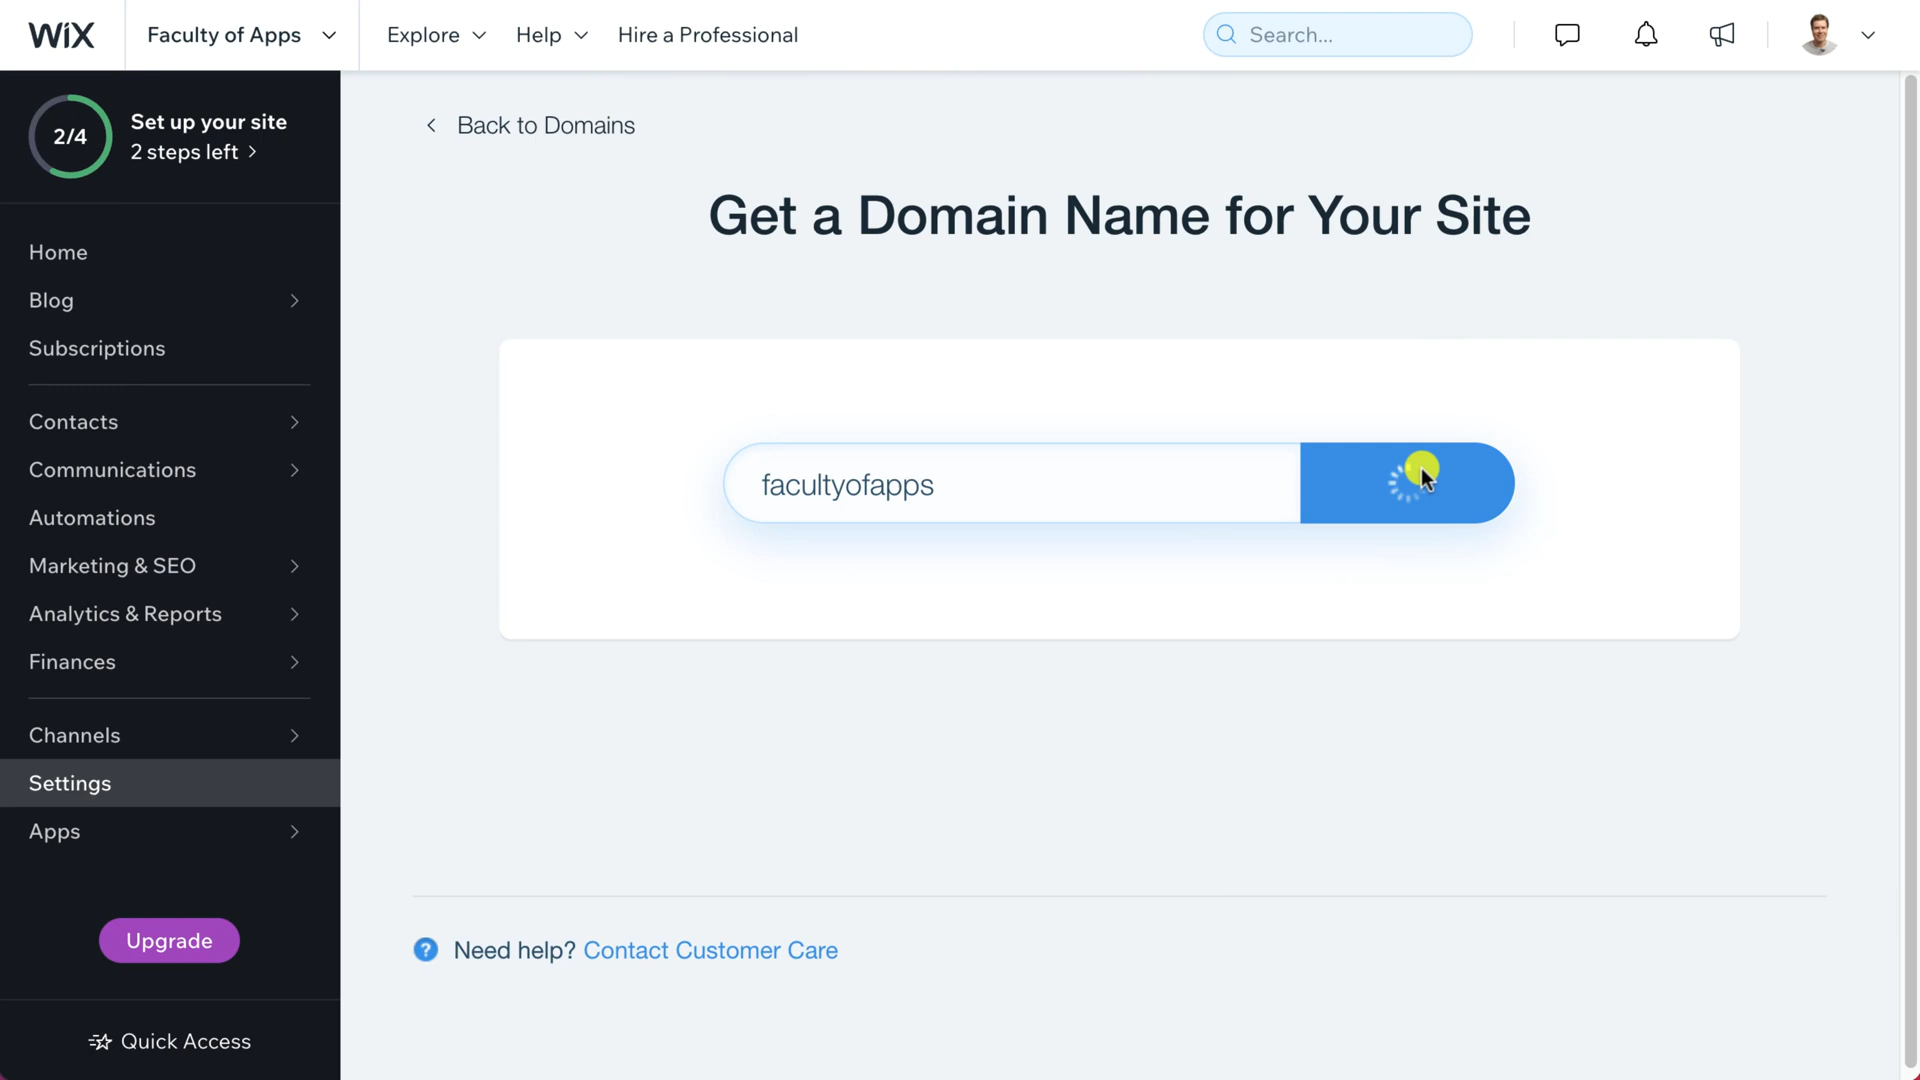 WiX
Faculty of Apps
Explore
Help
Hire a Professional
Search...
2/4
Set up your site
2 steps left
Home
Blog
Subscriptions
Contacts
Communications
Automations
Marketing & SEO
Analytics & Reports
Finances
Channels
Settings
Apps
Upgrade
Quick Access
Back to Domains
Get a Domain Name for Your Site
facultyofapps
? Need help? Contact Customer Care